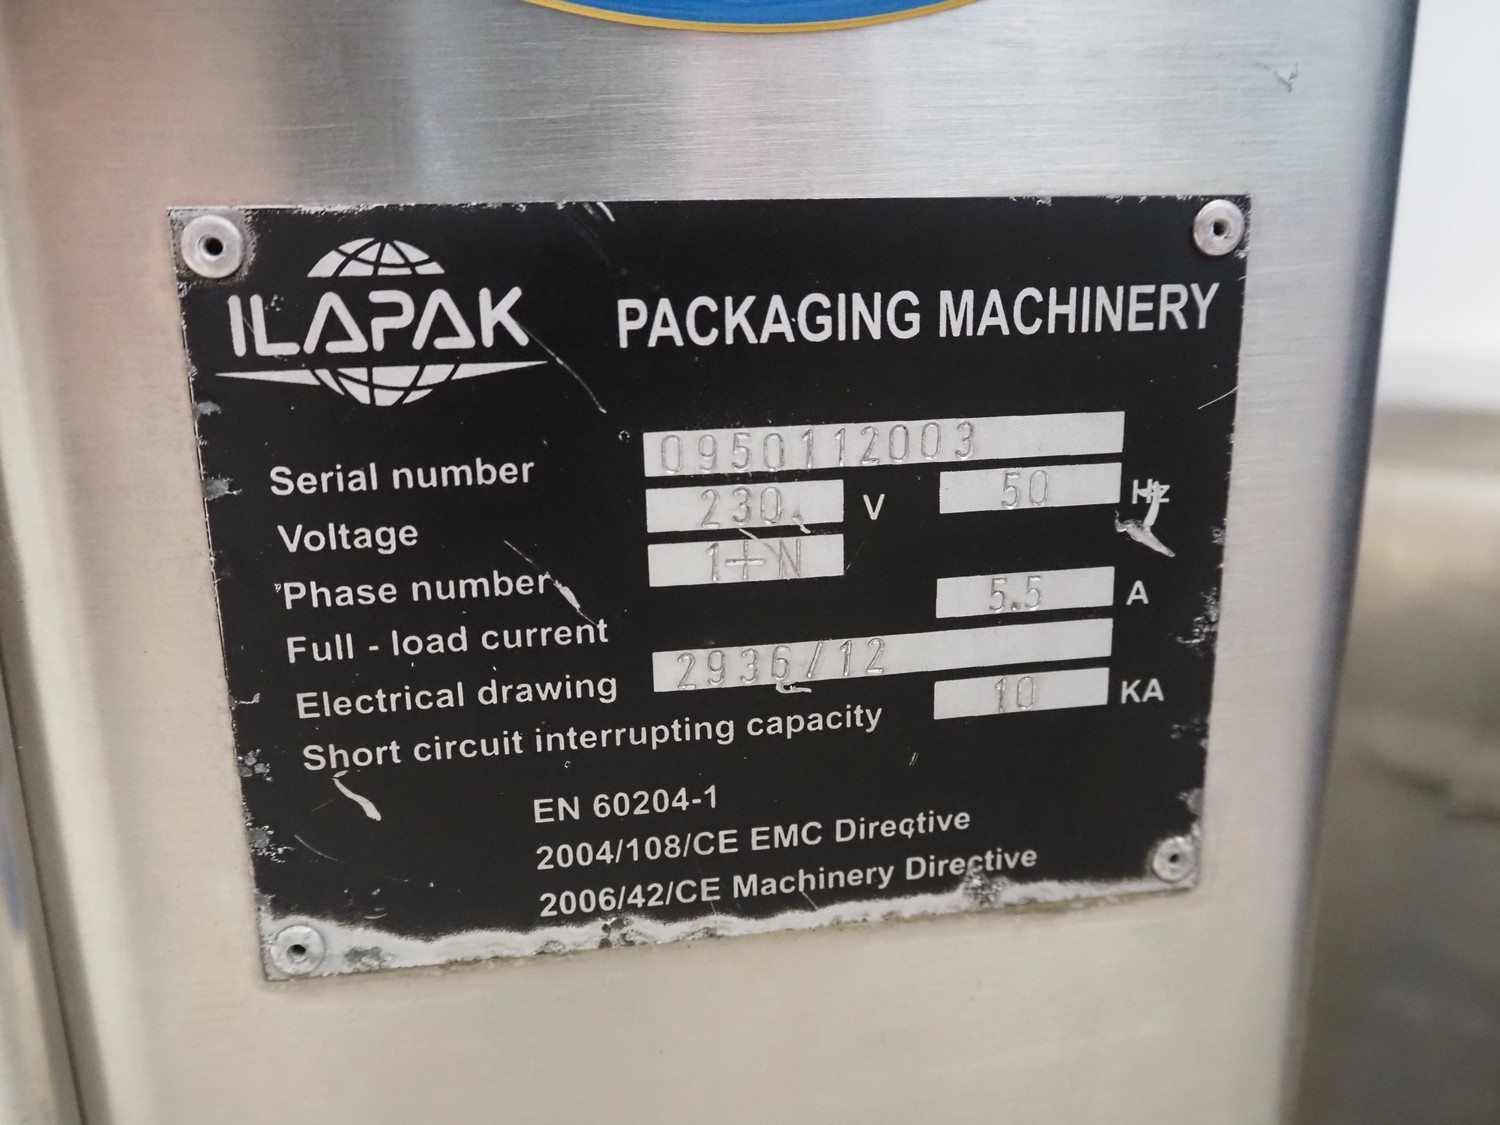 ILAPAK PACKAGING MACHINERY
Serial number 0950112003
Voltage 230 V 50 Hz
Phase number 1+N
Full - load current 5.5 A
Electrical drawing 2936/12
Short circuit interrupting capacity 10 KA
EN 60204-1
2004/108/CE EMC Directive
2006/42/CE Machinery Directive